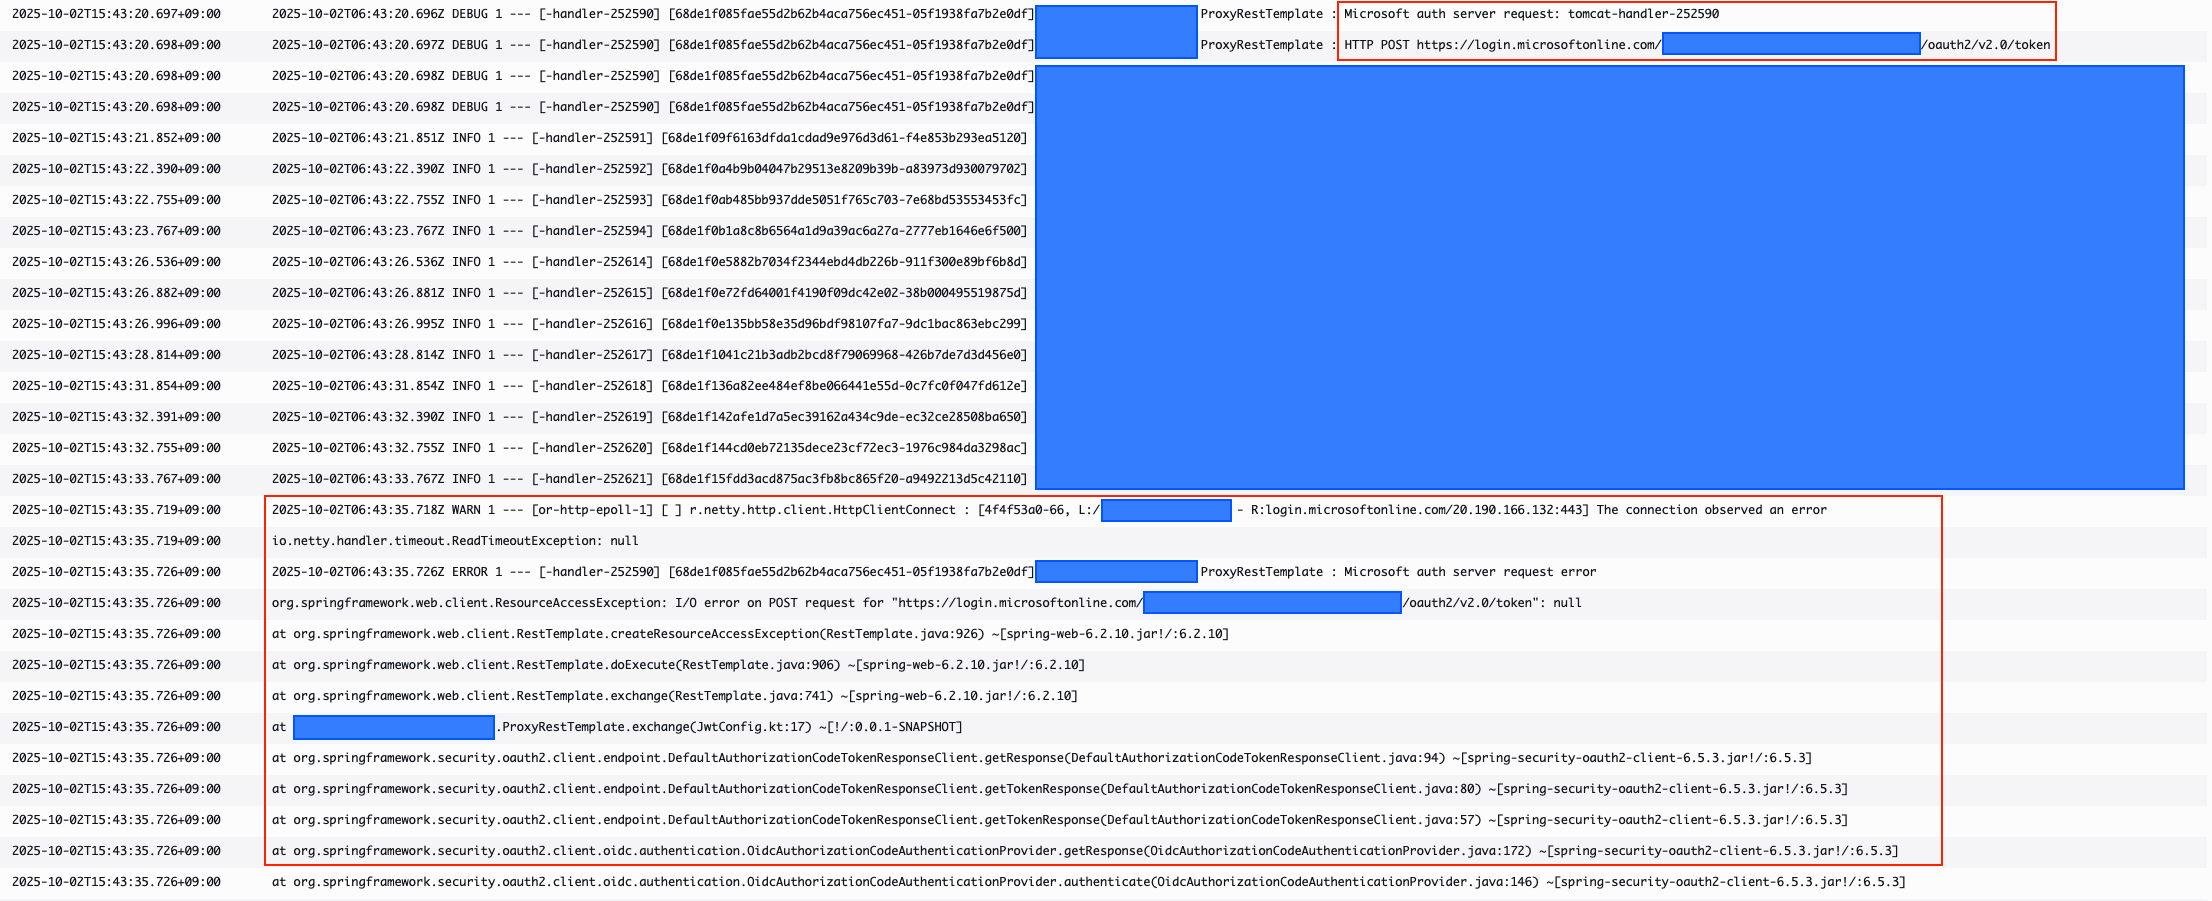 2025-10-02T15:43:20.697+09:00 2025-10-02T06:43:20.696Z DEBUG 1 --- [-handler-252590] [68de1f085fae55d2b62b4aca756ec451-05f1938fa7b2e0df] ProxyRestTemplate : Microsoft auth server request: tomcat-handler-252590
2025-10-02T15:43:20.698+09:00 2025-10-02T06:43:20.697Z DEBUG 1 --- [-handler-252590] [68de1f085fae55d2b62b4aca756ec451-05f1938fa7b2e0df] ProxyRestTemplate : HTTP POST https://login.microsoftonline.com/ /oauth2/v2.0/token
2025-10-02T15:43:20.698+09:00 2025-10-02T06:43:20.698Z DEBUG 1 --- [-handler-252590] [68de1f085fae55d2b62b4aca756ec451-05f1938fa7b2e0df]
2025-10-02T15:43:20.698+09:00 2025-10-02T06:43:20.698Z DEBUG 1 --- [-handler-252590] [68de1f085fae55d2b62b4aca756ec451-05f1938fa7b2e0df]
2025-10-02T15:43:21.852+09:00 2025-10-02T06:43:21.851Z INFO 1 --- [-handler-252591] [68de1f09f6163dfda1cdad9e976d3d61-f4e853b293ea5120]
2025-10-02T15:43:22.390+09:00 2025-10-02T06:43:22.390Z INFO 1 --- [-handler-252592] [68de1f0a4b9b04047b29513e8209b39b-a83973d930079702]
2025-10-02T15:43:22.755+09:00 2025-10-02T06:43:22.755Z INFO 1 --- [-handler-252593] [68de1f0ab485bb937dde5051f765c703-7e68bd53553453fc]
2025-10-02T15:43:23.767+09:00 2025-10-02T06:43:23.767Z INFO 1 --- [-handler-252594] [68de1f0b1a8c8b6564a1d9a39ac6a27a-2777eb1646e6f500]
2025-10-02T15:43:26.536+09:00 2025-10-02T06:43:26.536Z INFO 1 --- [-handler-252614] [68de1f0e5882b7034f2344ebd4db226b-911f300e89bf6b8d]
2025-10-02T15:43:26.882+09:00 2025-10-02T06:43:26.881Z INFO 1 --- [-handler-252615] [68de1f0e72fd64001f4190f09dc42e02-38b000495519875d]
2025-10-02T15:43:26.996+09:00 2025-10-02T06:43:26.995Z INFO 1 --- [-handler-252616] [68de1f0e135bb58e35d96bdf98107fa7-9dc1bac863ebc299]
2025-10-02T15:43:28.814+09:00 2025-10-02T06:43:28.814Z INFO 1 --- [-handler-252617] [68de1f1041c21b3adb2bcd8f79069968-426b7de7d3d456e0]
2025-10-02T15:43:31.854+09:00 2025-10-02T06:43:31.854Z INFO 1 --- [-handler-252618] [68de1f136a82ee484ef8be066441e55d-0c7fc0f047fd612e]
2025-10-02T15:43:32.391+09:00 2025-10-02T06:43:32.390Z INFO 1 --- [-handler-252619] [68de1f142afe1d7a5ec39162a434c9de-ec32ce28508ba650]
2025-10-02T15:43:32.755+09:00 2025-10-02T06:43:32.755Z INFO 1 --- [-handler-252620] [68de1f144cd0eb72135dece23cf72ec3-1976c984da3298ac]
2025-10-02T15:43:33.767+09:00 2025-10-02T06:43:33.767Z INFO 1 --- [-handler-252621] [68de1f15fdd3acd875ac3fb8bc865f20-a9492213d5c42110]
2025-10-02T15:43:35.719+09:00 2025-10-02T06:43:35.718Z WARN 1 --- [or-http-epoll-1] [ ] r.netty.http.client.HttpClientConnect : [4f4f53a0-66, L:/ - R:login.microsoftonline.com/20.190.166.132:443] The connection observed an error
2025-10-02T15:43:35.719+09:00 io.netty.handler.timeout.ReadTimeoutException: null
2025-10-02T15:43:35.726+09:00 2025-10-02T06:43:35.726Z ERROR 1 --- [-handler-252590] [68de1f085fae55d2b62b4aca756ec451-05f1938fa7b2e0df] ProxyRestTemplate : Microsoft auth server request error
2025-10-02T15:43:35.726+09:00 org.springframework.web.client.ResourceAccessException: I/O error on POST request for "https://login.microsoftonline.com/ /oauth2/v2.0/token": null
2025-10-02T15:43:35.726+09:00 at org.springframework.web.client.RestTemplate.createResourceAccessException(RestTemplate.java:926) ~[spring-web-6.2.10.jar!/:6.2.10]
2025-10-02T15:43:35.726+09:00 at org.springframework.web.client.RestTemplate.doExecute(RestTemplate.java:906) ~[spring-web-6.2.10.jar!/:6.2.10]
2025-10-02T15:43:35.726+09:00 at org.springframework.web.client.RestTemplate.exchange(RestTemplate.java:741) ~[spring-web-6.2.10.jar!/:6.2.10]
2025-10-02T15:43:35.726+09:00 at .ProxyRestTemplate.exchange(JwtConfig.kt:17) ~[!/:0.0.1-SNAPSHOT]
2025-10-02T15:43:35.726+09:00 at org.springframework.security.oauth2.client.endpoint.DefaultAuthorizationCodeTokenResponseClient.getResponse(DefaultAuthorizationCodeTokenResponseClient.java:94) ~[spring-security-oauth2-client-6.5.3.jar!/:6.5.3]
2025-10-02T15:43:35.726+09:00 at org.springframework.security.oauth2.client.endpoint.DefaultAuthorizationCodeTokenResponseClient.getTokenResponse(DefaultAuthorizationCodeTokenResponseClient.java:80) ~[spring-security-oauth2-client-6.5.3.jar!/:6.5.3]
2025-10-02T15:43:35.726+09:00 at org.springframework.security.oauth2.client.endpoint.DefaultAuthorizationCodeTokenResponseClient.getTokenResponse(DefaultAuthorizationCodeTokenResponseClient.java:57) ~[spring-security-oauth2-client-6.5.3.jar!/:6.5.3]
2025-10-02T15:43:35.726+09:00 at org.springframework.security.oauth2.client.oidc.authentication.OidcAuthorizationCodeAuthenticationProvider.getResponse(OidcAuthorizationCodeAuthenticationProvider.java:172) ~[spring-security-oauth2-client-6.5.3.jar!/:6.5.3]
2025-10-02T15:43:35.726+09:00 at org.springframework.security.oauth2.client.oidc.authentication.OidcAuthorizationCodeAuthenticationProvider.authenticate(OidcAuthorizationCodeAuthenticationProvider.java:146) ~[spring-security-oauth2-client-6.5.3.jar!/:6.5.3]